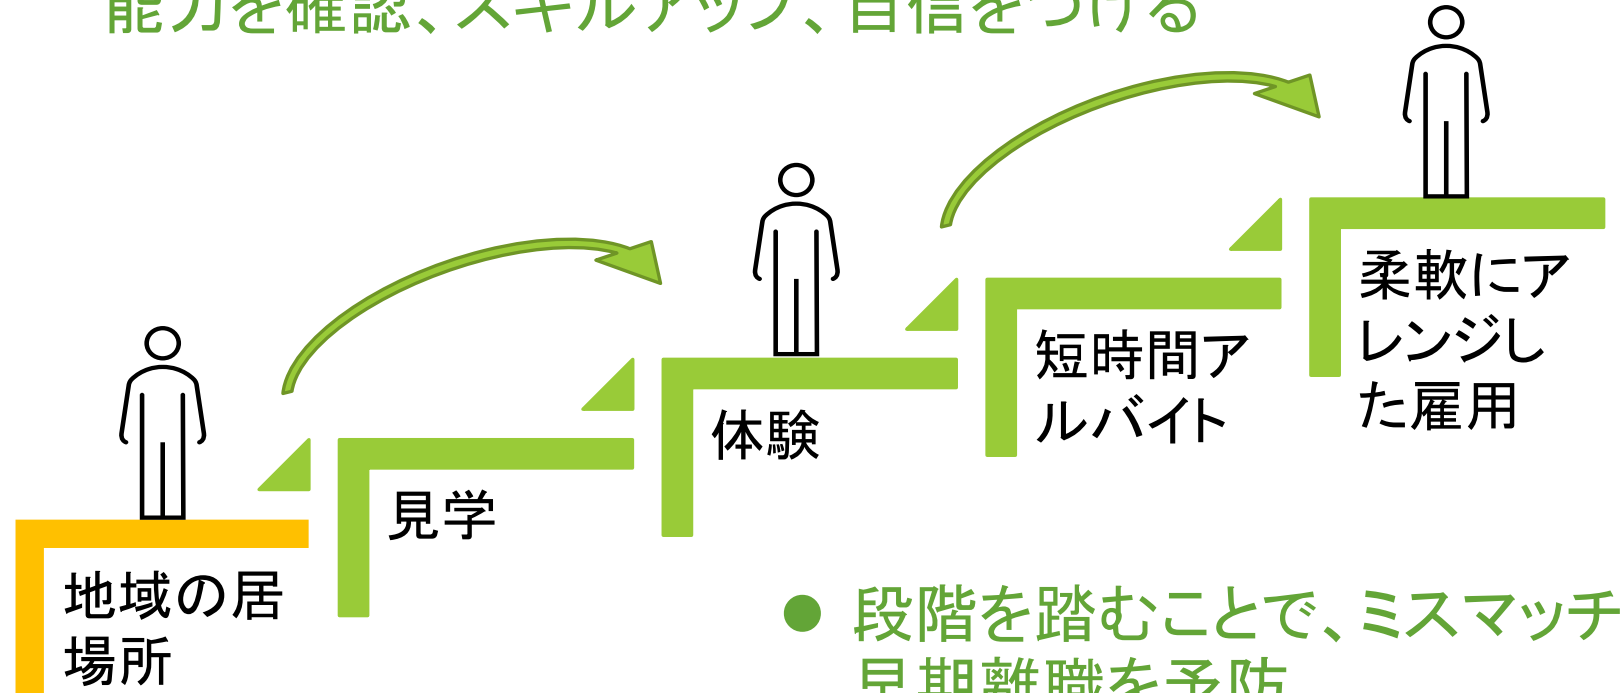 能力を確認、スキルアップ、自信をつける
柔軟にア
レンジし
た雇用
短時間ア
ルバイト
体験
見学
地域の居
場所
● 段階を踏むことで、ミスマッチ
早期離職を予防